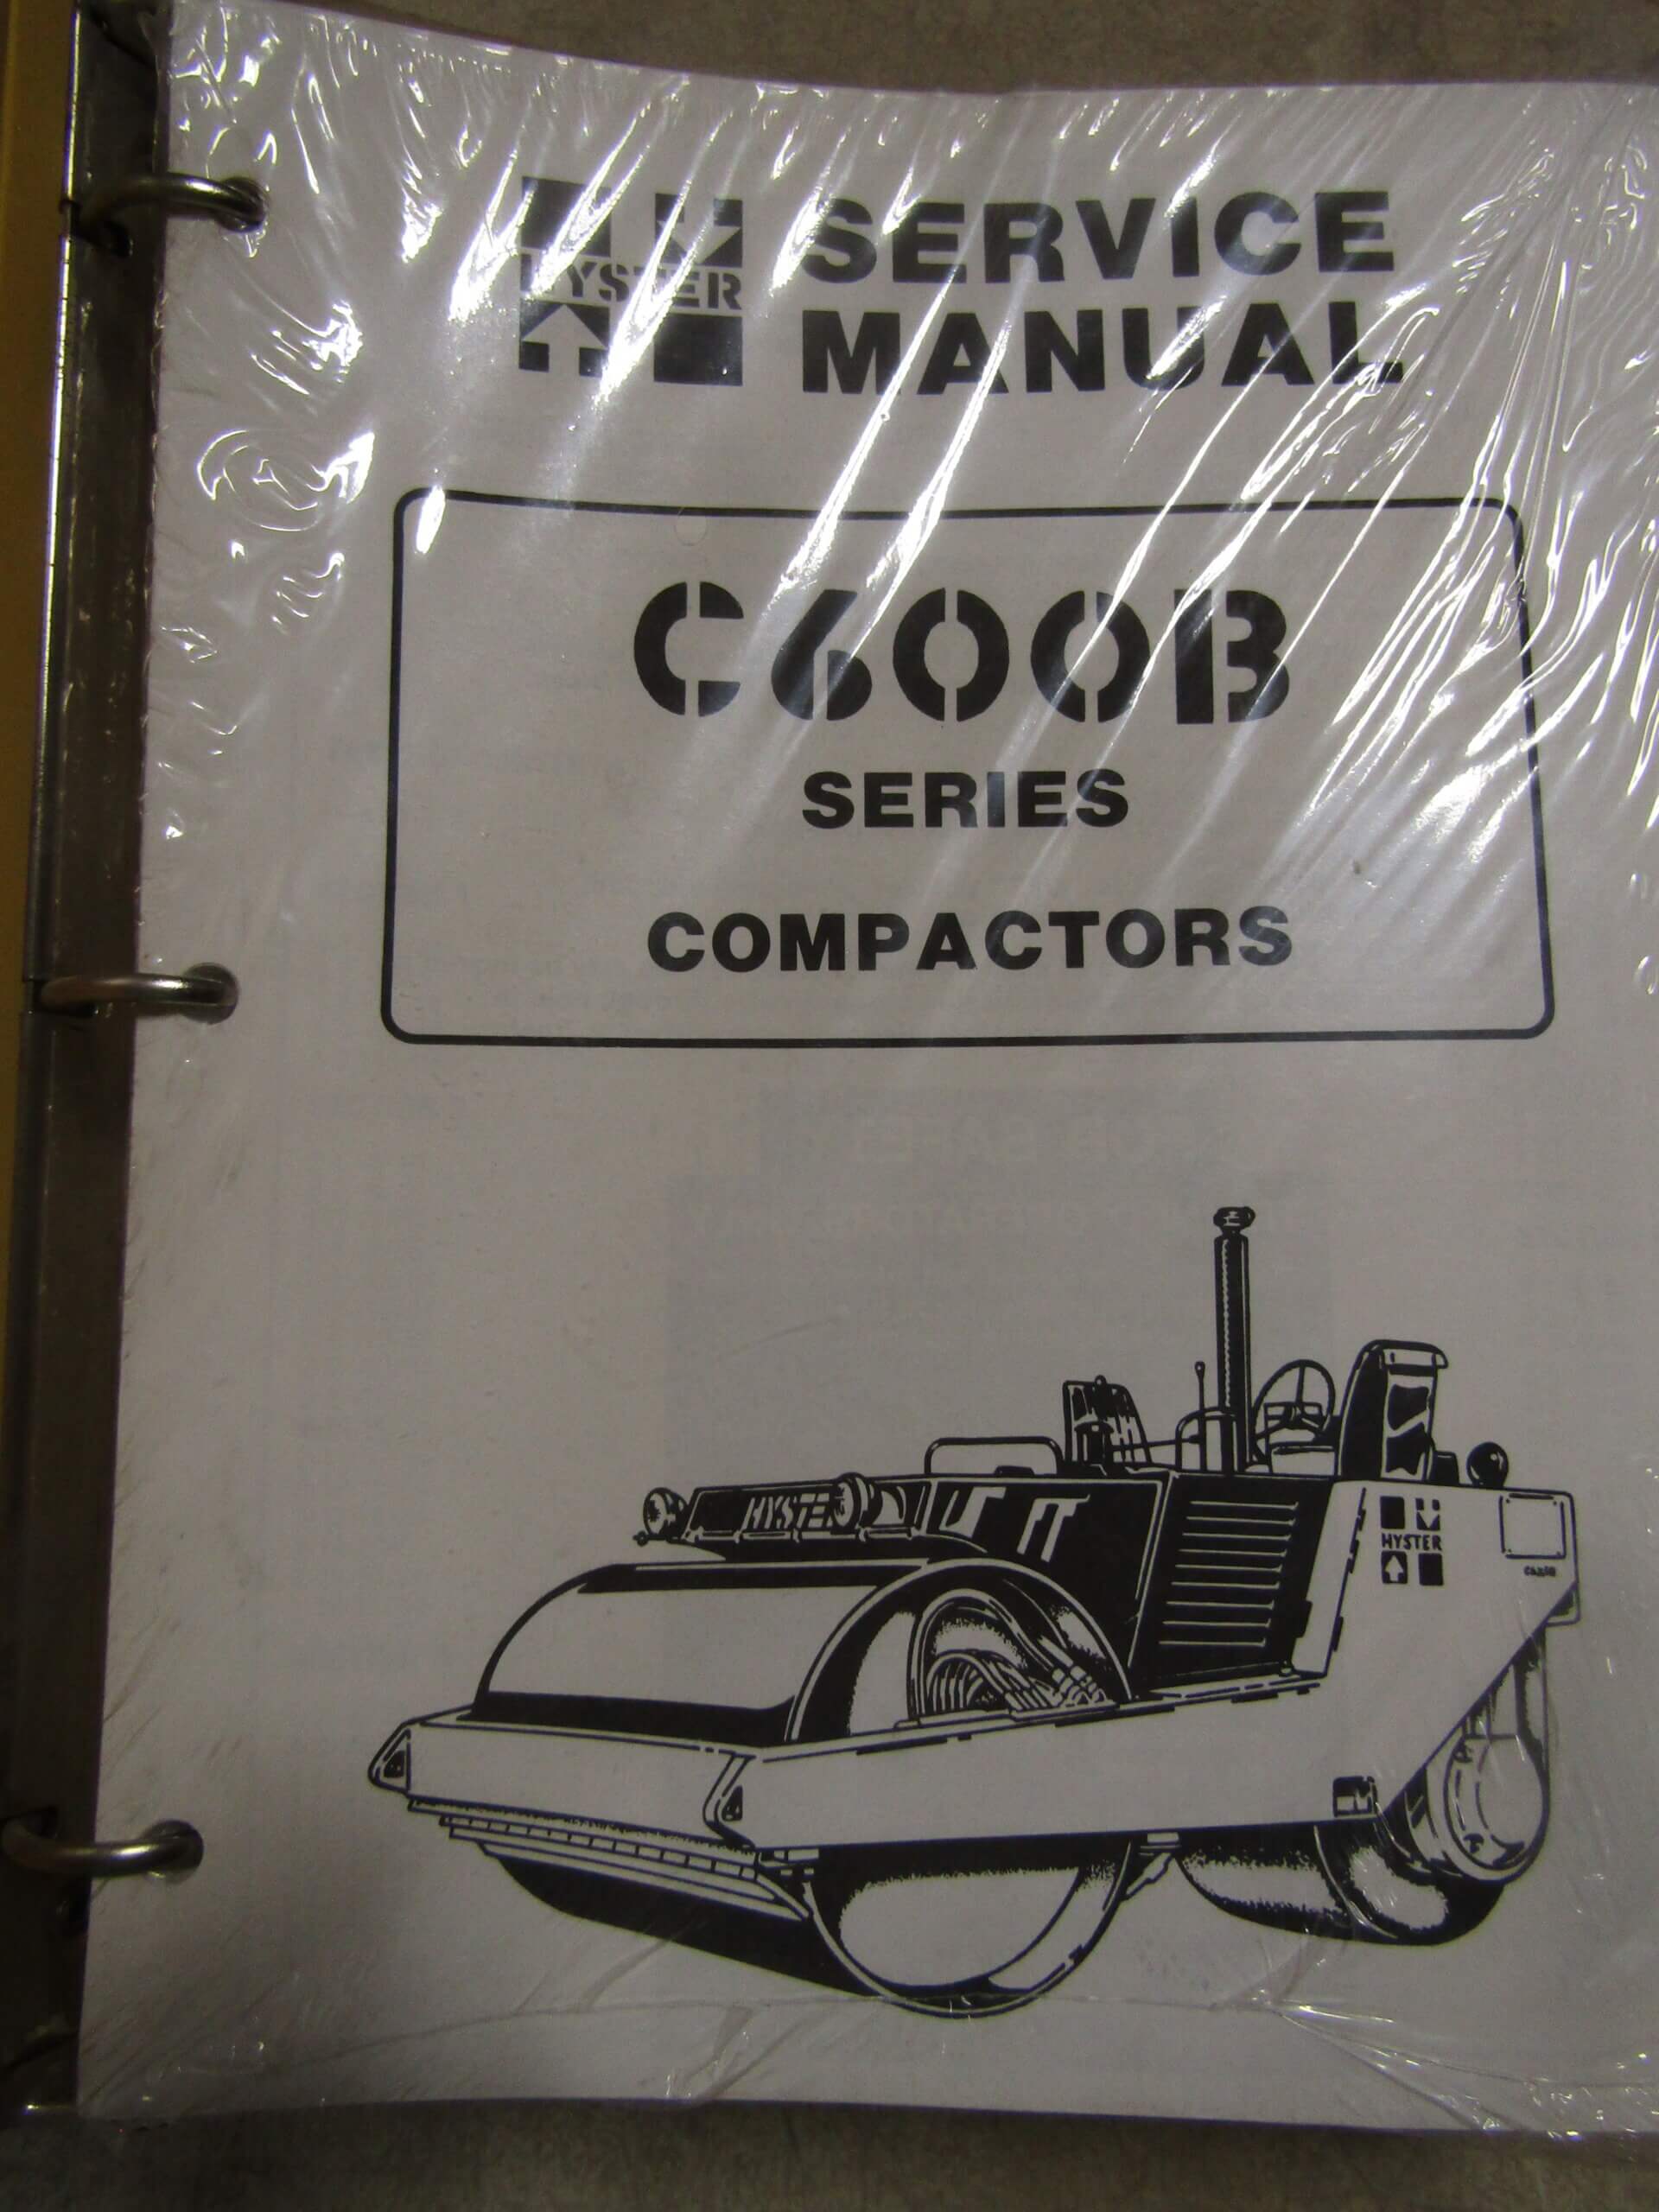 HYSTER
SERVICE
MANUAL
C600B
SERIES
COMPACTORS
HYSTER
HYSTER